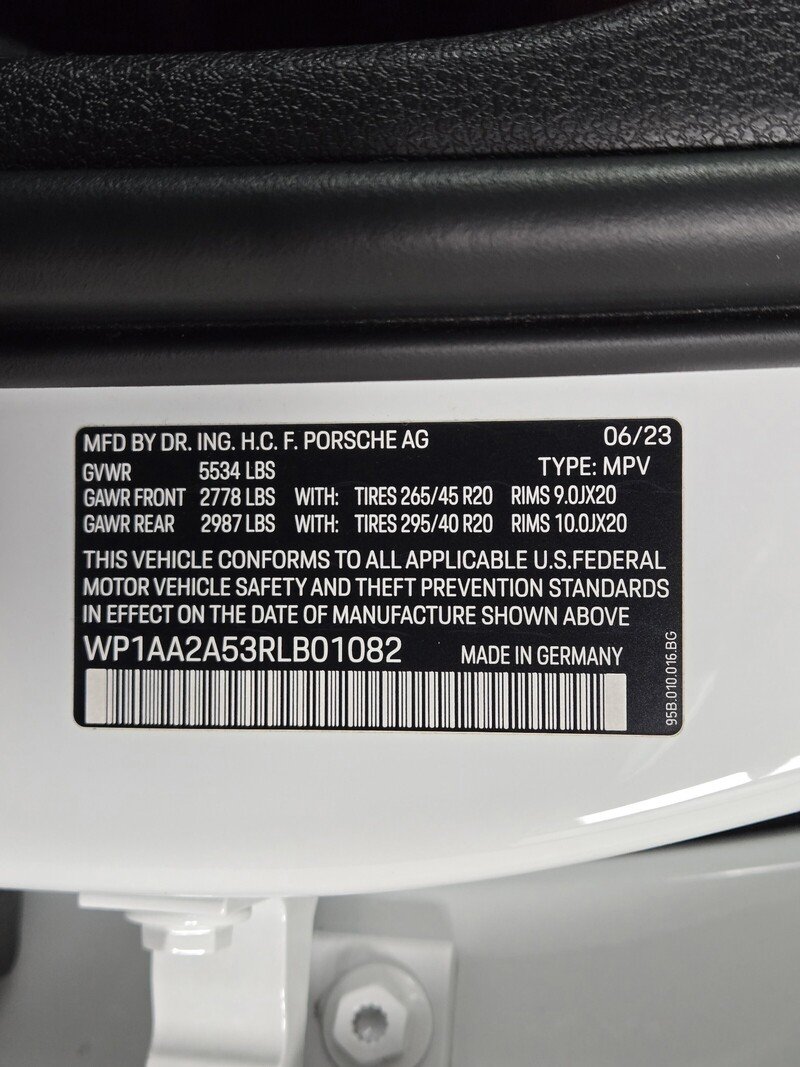 MFD BY DR. ING. H.C. F. PORSCHE AG 06/23
GVWR 5534 LBS TYPE: MPV
GAWR FRONT 2778 LBS WITH: TIRES 265/45 R20 RIMS 9.0JX20
GAWR REAR 2987 LBS WITH: TIRES 295/40 R20 RIMS 10.0JX20
THIS VEHICLE CONFORMS TO ALL APPLICABLE U.S.FEDERAL
MOTOR VEHICLE SAFETY AND THEFT PREVENTION STANDARDS
IN EFFECT ON THE DATE OF MANUFACTURE SHOWN ABOVE
WP1AA2A53RLB01082 MADE IN GERMANY
95B.010.016.BG